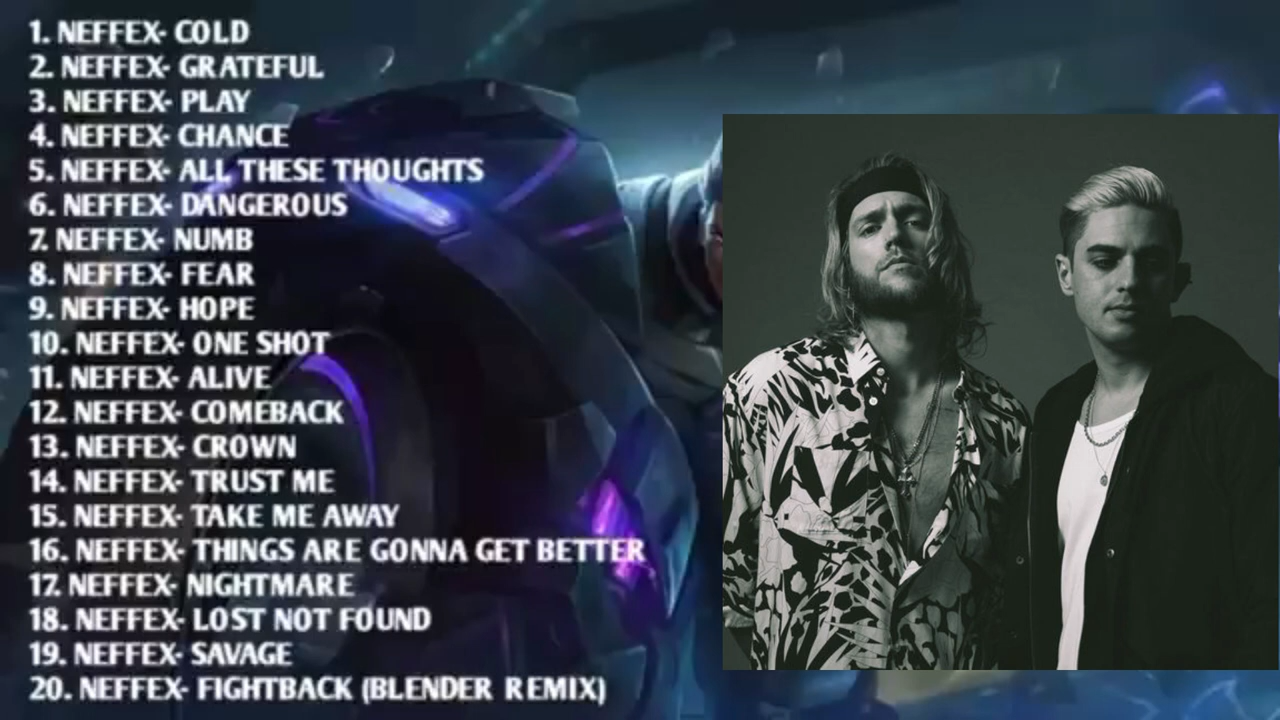 1. NEFFEX- COLD
2. NEFFEX- GRATEFUL
3. NEFFEX- PLAY
4. NEFFEX- CHANCE
5. NEFFEX- ALL THESE THOUGHTS
6. NEFFEX- DANGEROUS
7. NEFFEX- NUMB
8. NEFFEX- FEAR
9. NEFFEX- HOPE
10. NEFFEX- ONE SHOT
11. NEFFEX- ALIVE
12. NEFFEX- COMEBACK
13. NEFFEX- CROWN
14. NEFFEX- TRUST ME
15. NEFFEX- TAKE ME AWAY
16. NEFFEX- THINGS ARE GONNA GET BETTER
17. NEFFEX- NIGHTMARE
18. NEFFEX- LOST NOT FOUND
19. NEFFEX- SAVAGE
20. NEFFEX- FIGHTBACK (BLENDER REMIX)